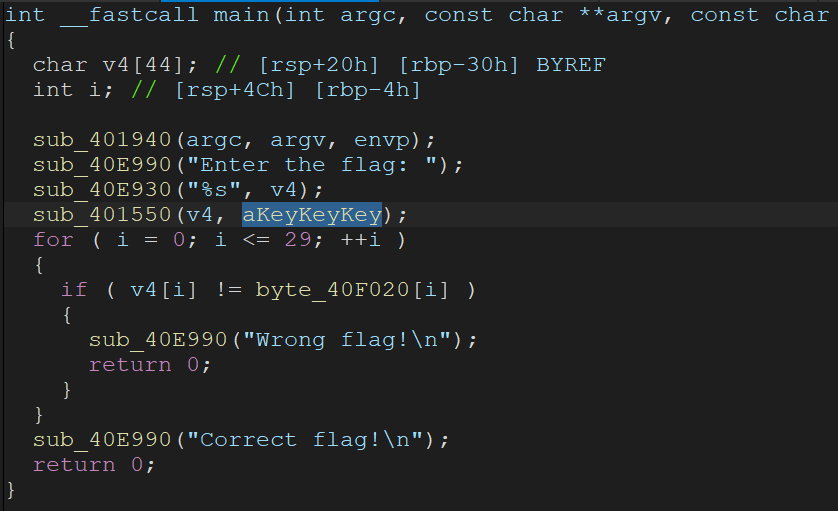 int __fastcall main(int argc, const char **argv, const char
{
  char v4[44]; // [rsp+20h] [rbp-30h] BYREF
  int i; // [rsp+4Ch] [rbp-4h]

  sub_401940(argc, argv, envp);
  sub_40E990("Enter the flag: ");
  sub_40E930("%s", v4);
  sub_401550(v4, aKeyKeyKey);
  for ( i = 0; i <= 29; ++i )
  {
    if ( v4[i] != byte_40F020[i] )
    {
      sub_40E990("Wrong flag!\n");
      return 0;
    }
  }
  sub_40E990("Correct flag!\n");
  return 0;
}